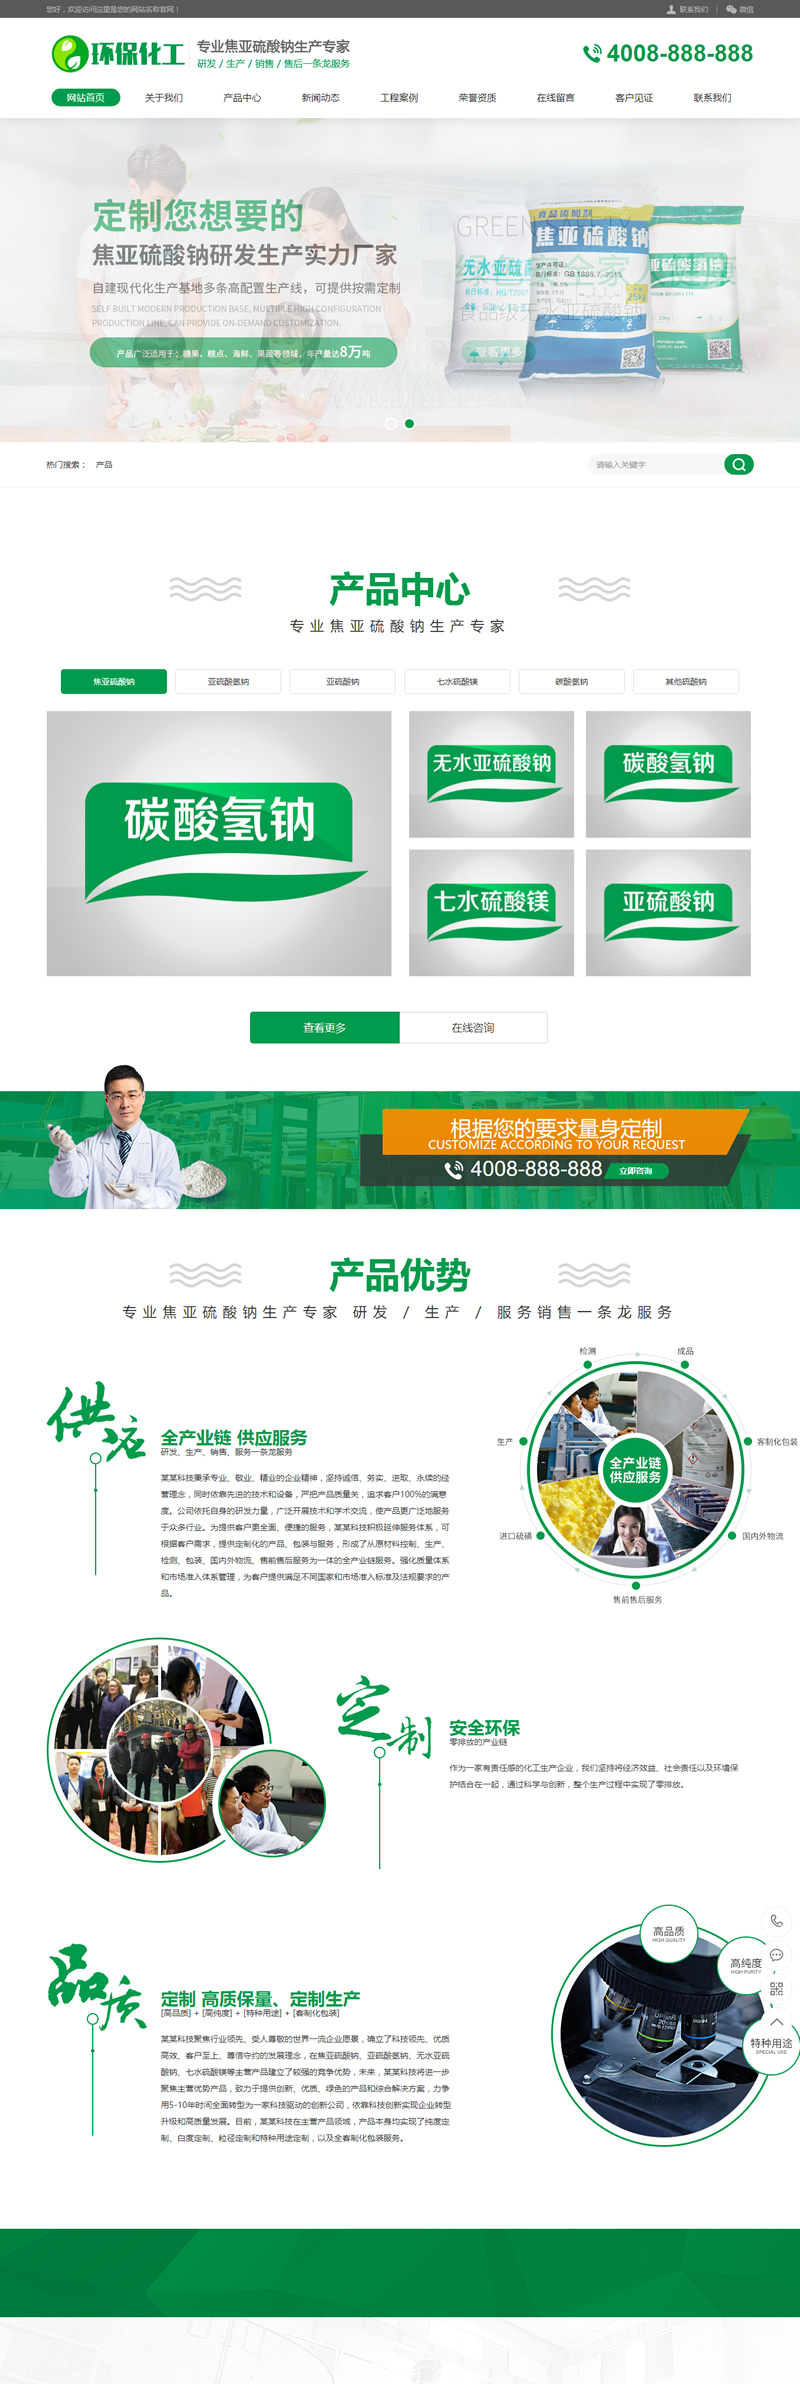 您好，欢迎访问这里是您的网站名称官网！
联系我们 | 微信
环保化工
专业焦亚硫酸钠生产专家
研发 / 生产 / 销售 / 售后一条龙服务
4008-888-888
网站首页 关于我们 产品中心 新闻动态 工程案例 荣誉资质 在线留言 客户见证 联系我们
定制您想要的
焦亚硫酸钠研发生产实力厂家
自建现代化生产基地多条高配置生产线，可提供按需定制
SELF BUILT MODERN PRODUCTION BASE, MULTIPLE HIGH CONFIGURATION
PRODUCTION LINE, CAN PROVIDE ON-DEMAND CUSTOMIZATION.
产品广泛适用于：糖果、糕点、海鲜、果蔬等领域，年产量达8万吨
GREEN SAFETY
食品级无水亚硫酸钠
查看更多
食品添加剂
焦亚硫酸钠
生产许可证：
执行标准：GB 1886.7-2015
无水亚硫
25kg
热门搜索： 产品
请输入关键字
产品中心
专业焦亚硫酸钠生产专家
焦亚硫酸钠 亚硫酸氢钠 亚硫酸钠 七水硫酸镁 碳酸氢钠 其他硫酸钠
碳酸氢钠
无水亚硫酸钠
碳酸氢钠
七水硫酸镁
亚硫酸钠
查看更多
在线咨询
根据您的要求量身定制
CUSTOMIZE ACCORDING TO YOUR REQUEST
4008-888-888
立即咨询
产品优势
专业焦亚硫酸钠生产专家 研发 / 生产 / 服务销售一条龙服务
供应
全产业链 供应服务
研发、生产、销售、服务一条龙服务
某某科技秉承专业、敬业、精业的企业精神，坚持诚信、务实、进取、永续的经
营理念，同时依靠先进的技术和设备，严把产品质量关，追求客户100%的满意
度。公司依托自身的研发力量，广泛开展技术和学术交流，使产品更广泛地服务
于众多行业。为提供客户更全面、便捷的服务，某某科技积极延伸服务体系，可
根据客户需求，提供定制化的产品、包装与服务，形成了从原材料控制、生产、
检测、包装、国内外物流、售前售后服务为一体的全产业链服务。强化质量体系
和市场准入体系管理，为客户提供满足不同国家和市场准入标准及法规要求的产
品。
检测
成品
生产
客制化包装
全产业链
供应服务
进口硫磺
国内外物流
售前售后服务
定制
安全环保
零排放的产业链
作为一家有责任感的化工生产企业，我们坚持将经济效益、社会责任以及环境保
护结合在一起，通过科学与创新，整个生产过程中实现了零排放。
品质
定制 高质保量、定制生产
[高品质] + [高纯度] + [特种用途] + [客制化包装]
某某科技聚焦行业领先、受人尊敬的世界一流企业愿景，确立了科技领先、优质
高效、客户至上、尊信守约的发展理念，在焦亚硫酸钠、亚硫酸氢钠、无水亚硫
酸钠、七水硫酸镁等主营产品建立了较强的竞争优势，未来，某某科技将进一步
聚焦主营优势产品，致力于提供创新、优质、绿色的产品和综合解决方案，力争
用5-10年时间全面转型为一家科技驱动的创新公司，依靠科技创新实现企业转型
升级和高质量发展。目前，某某科技在主营产品领域，产品本身均实现了纯度定
制、白度定制、粒径定制和特种用途定制，以及全客制化包装服务。
高品质
HIGH QUALITY
高纯度
HIGH PURITY
特种用途
SPECIAL USE